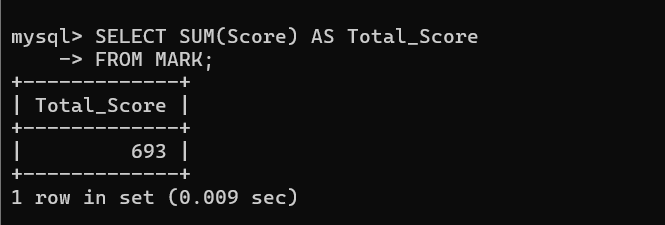 mysql> SELECT SUM(Score) AS Total_Score
    -> FROM MARK;
+-------------+
| Total_Score |
+-------------+
|         693 |
+-------------+
1 row in set (0.009 sec)